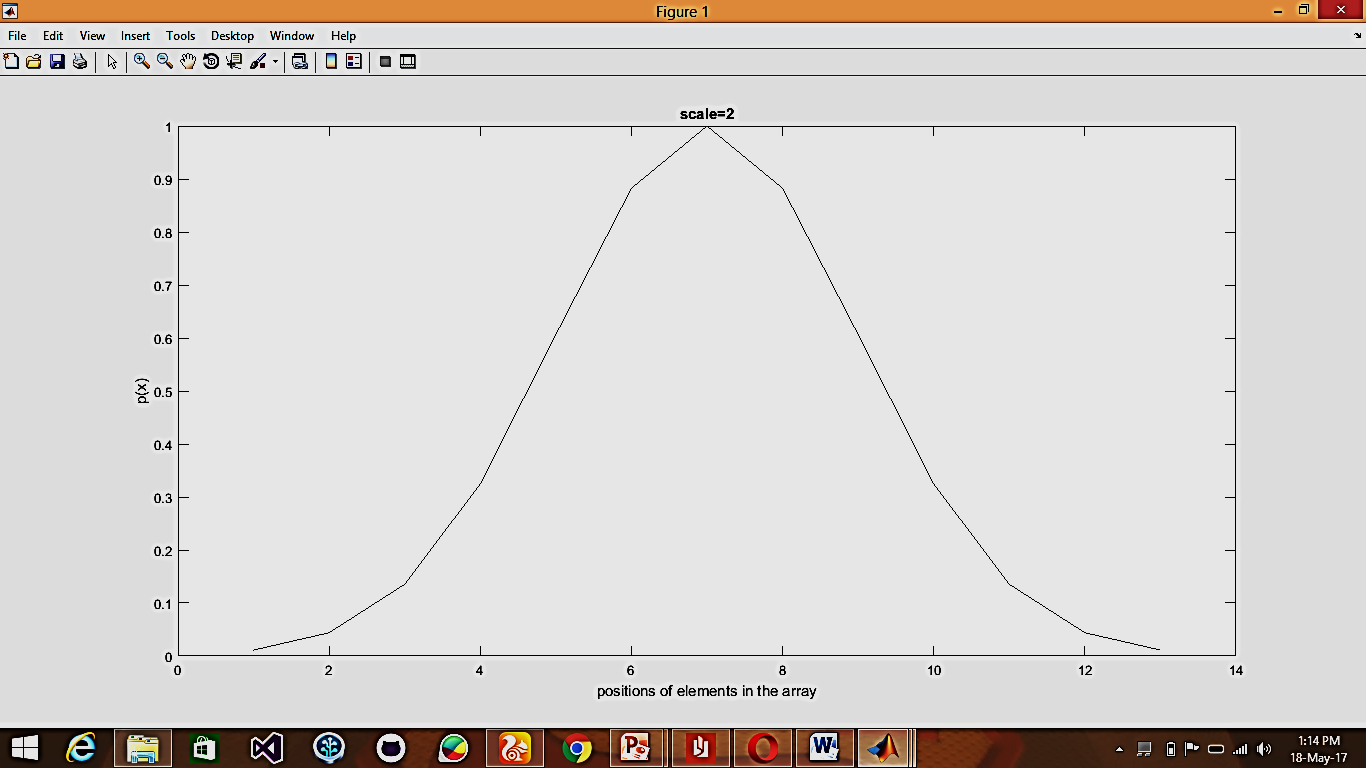 Figure 1
File Edit View Insert Tools Desktop Window Help
scale=2
1
0.9
0.8
0.7
0.6
0.5
0.4
0.3
0.2
0.1
0
p(x)
0 2 4 6 8 10 12 14
positions of elements in the array
1:14 PM
18-May-17